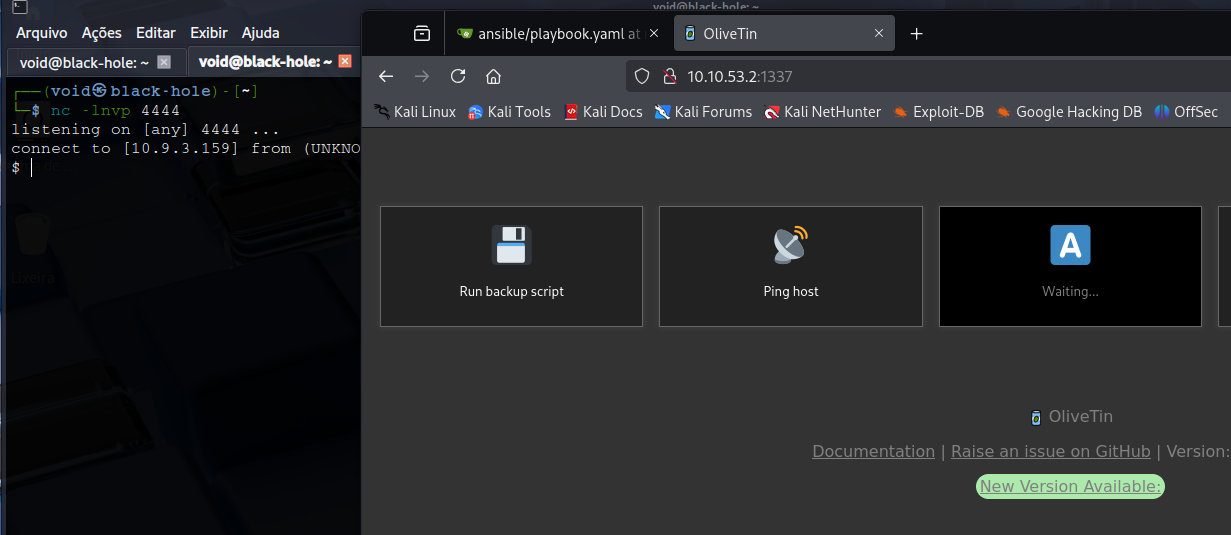 void@black-hole: ~
Arquivo Ações Editar Exibir Ajuda
void@black-hole: ~ void@black-hole: ~
┌──(void㉿black-hole)-[~]
└─$ nc -lnvp 4444
listening on [any] 4444 ...
connect to [10.9.3.159] from (UNKNO
$
Lixeira
ansible/playbook.yaml at
OliveTin
10.10.53.2:1337
Kali Linux Kali Tools Kali Docs Kali Forums Kali NetHunter Exploit-DB Google Hacking DB OffSec
Run backup script
Ping host
A
Waiting...
OliveTin
Documentation | Raise an issue on GitHub | Version:
New Version Available: